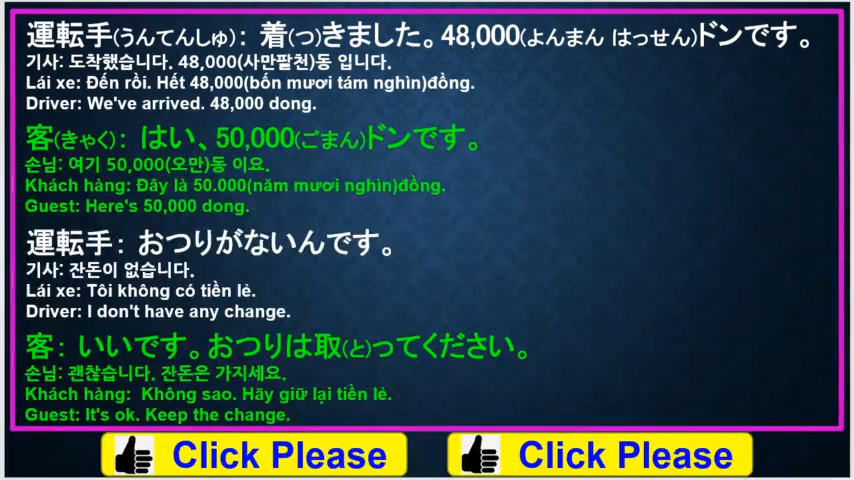 運転手(うんてんしゅ)： 着(つ)きました。48,000(よんまん はっせん)ドンです。
기사: 도착했습니다. 48,000(사만팔천)동 입니다.
Lái xe: Đến rồi. Hết 48,000(bốn mươi tám nghìn)đồng.
Driver: We've arrived. 48,000 dong.
客(きゃく)： はい、50,000(ごまん)ドンです。
손님: 여기 50,000(오만)동 이요.
Khách hàng: Đây là 50.000(năm mươi nghìn)đồng.
Guest: Here's 50,000 dong.
運転手： おつりがないんです。
기사: 잔돈이 없습니다.
Lái xe: Tôi không có tiền lẻ.
Driver: I don't have any change.
客： いいです。おつりは取(と)ってください。
손님: 괜찮습니다. 잔돈은 가지세요.
Khách hàng: Không sao. Hãy giữ lại tiền lẻ.
Guest: It's ok. Keep the change.
Click Please
Click Please